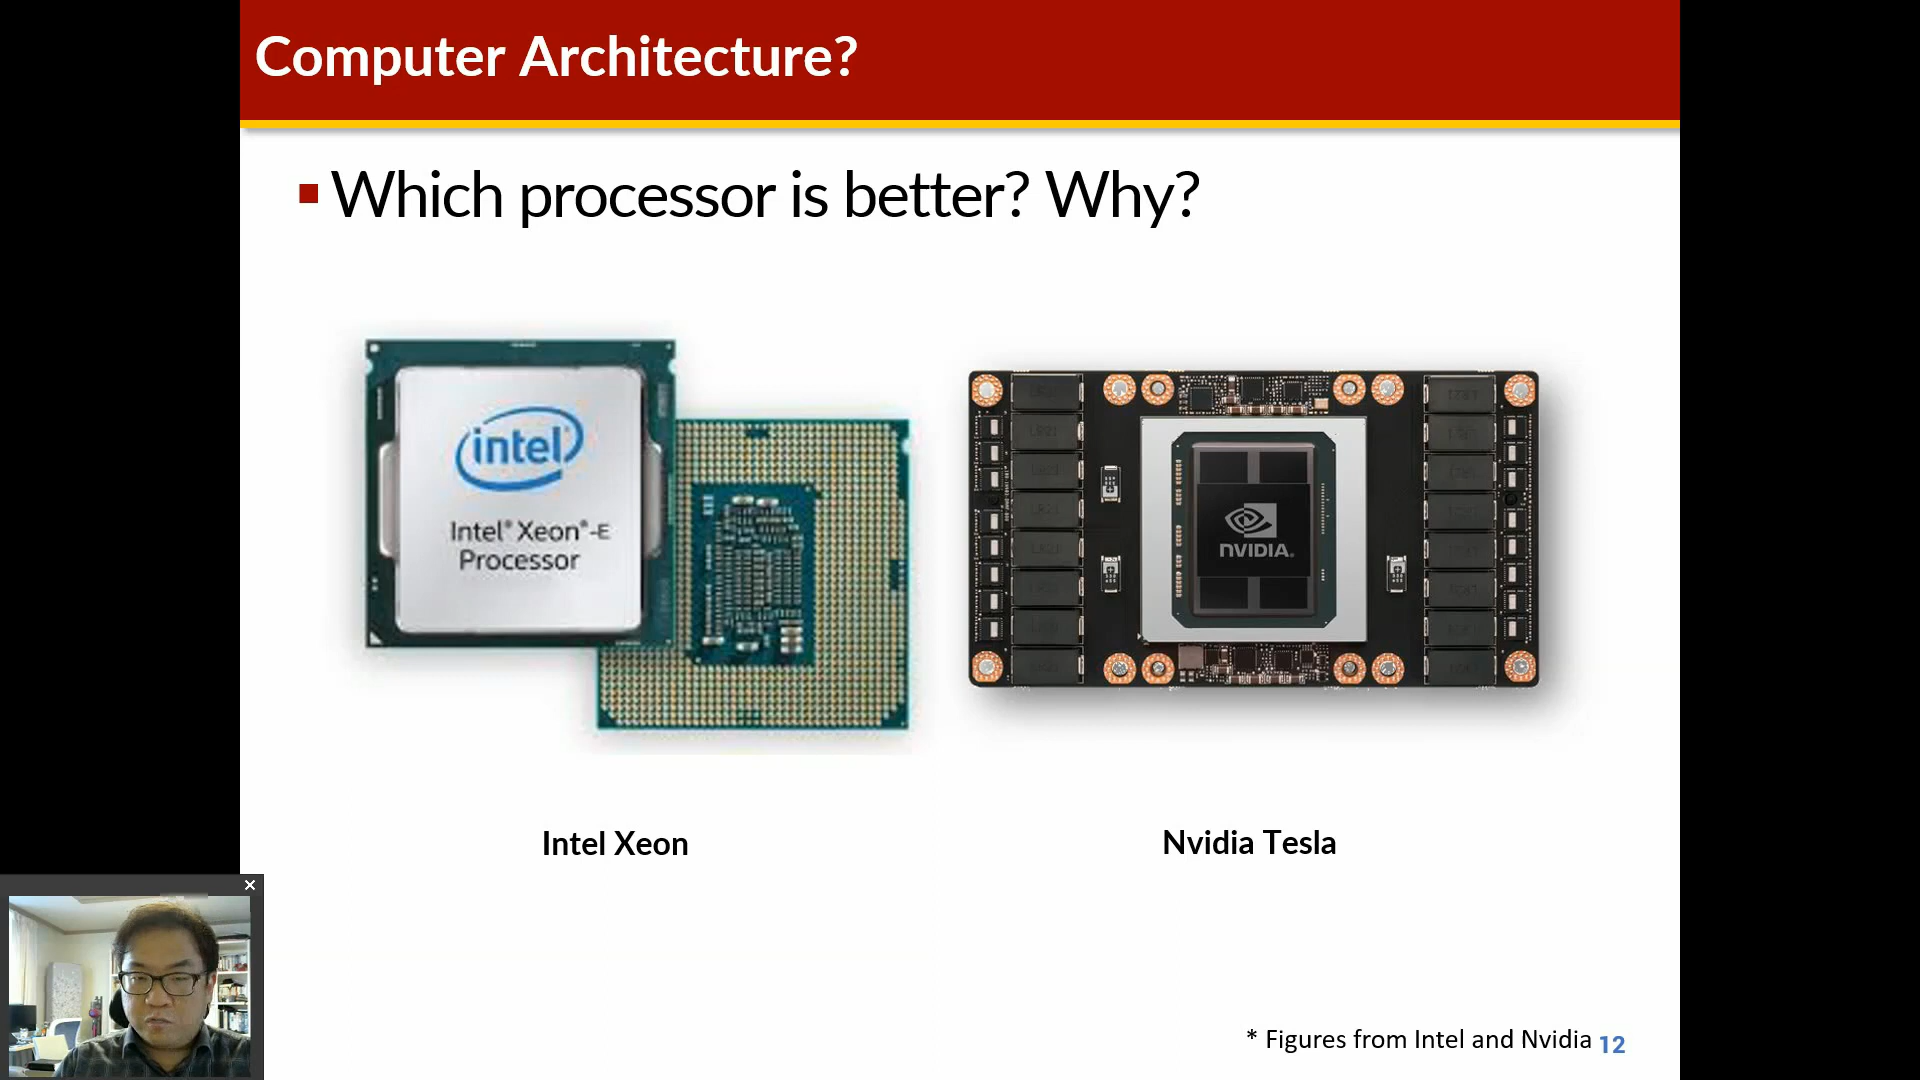 Computer Architecture?
Which processor is better? Why?
intel
Intel® Xeon®-E
Processor
NVIDIA.
Intel Xeon
Nvidia Tesla
* Figures from Intel and Nvidia
12